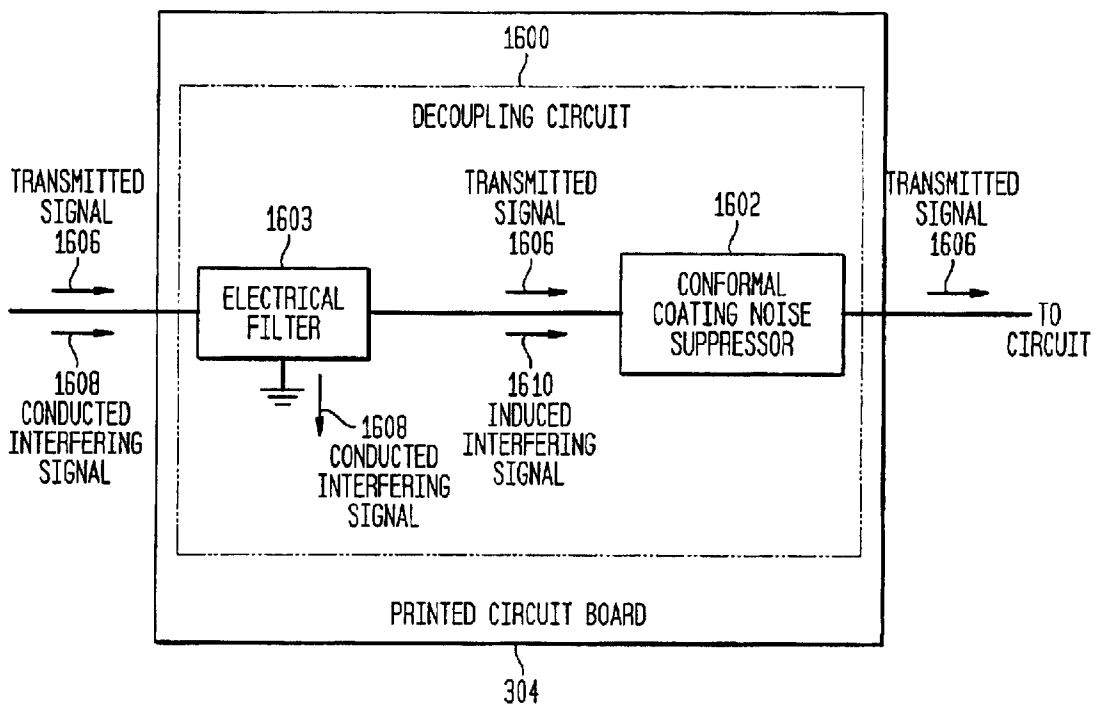 1600
DECOUPLING CIRCUIT
TRANSMITTED
SIGNAL
1606
1603
ELECTRICAL
FILTER
TRANSMITTED
SIGNAL
1606
1602
CONFORMAL
COATING NOISE
SUPPRESSOR
TRANSMITTED
SIGNAL
1606
TO
CIRCUIT
1608
CONDUCTED
INTERFERING
SIGNAL
1608
CONDUCTED
INTERFERING
SIGNAL
1610
INDUCED
INTERFERING
SIGNAL
PRINTED CIRCUIT BOARD
304